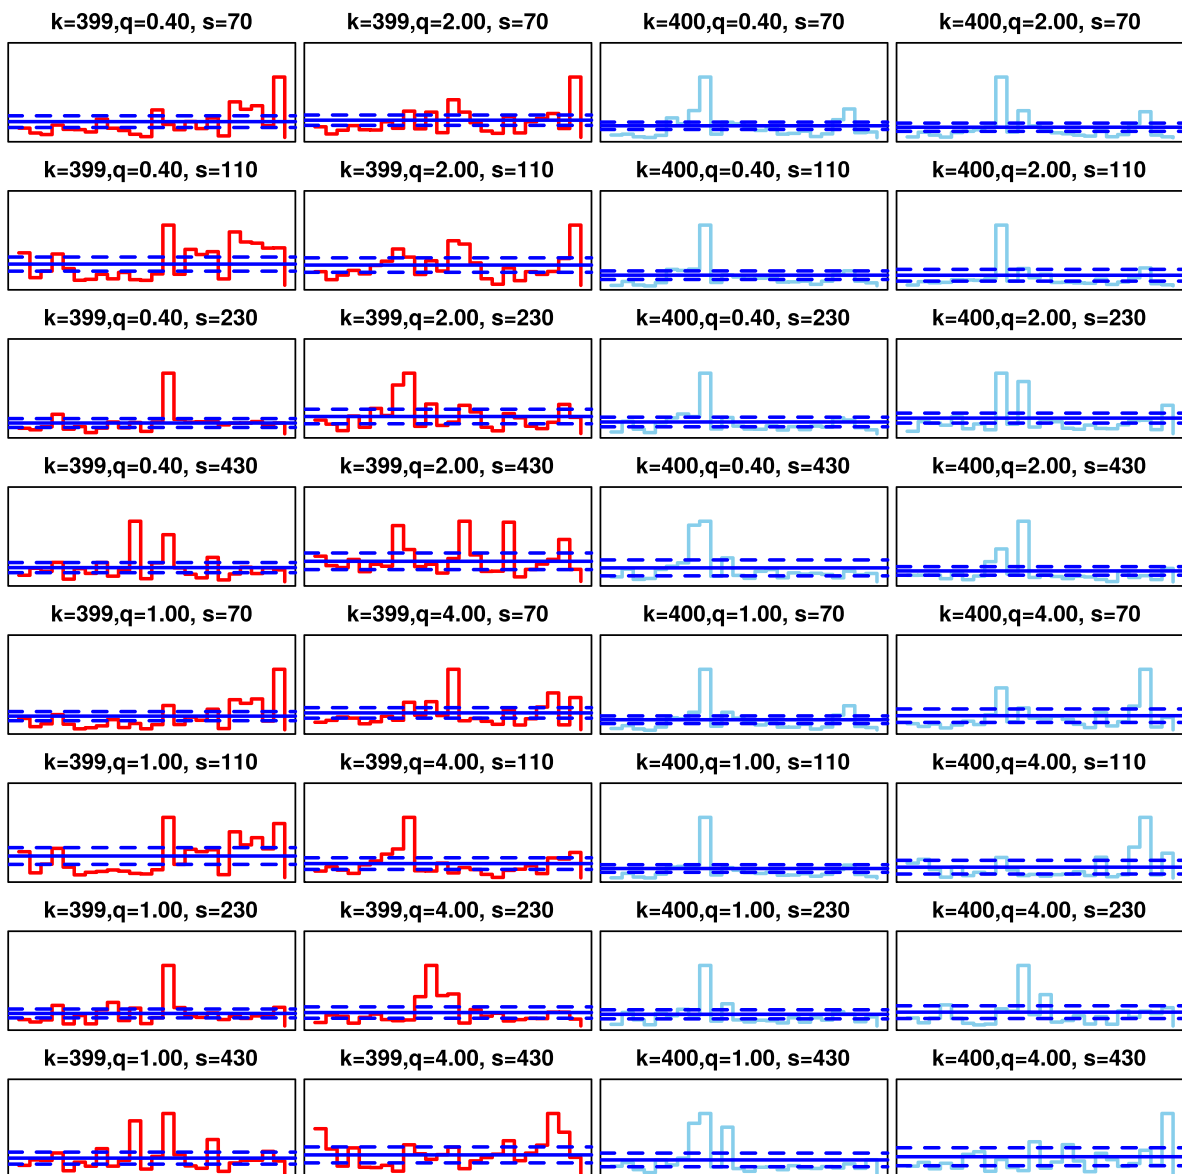 k=399,q=0.40, s=70
k=399,q=2.00, s=70
k=400,q=0.40, s=70
k=400,q=2.00, s=70
k=399,q=0.40, s=110
k=399,q=2.00, s=110
k=400,q=0.40, s=110
k=400,q=2.00, s=110
k=399,q=0.40, s=230
k=399,q=2.00, s=230
k=400,q=0.40, s=230
k=400,q=2.00, s=230
k=399,q=0.40, s=430
k=399,q=2.00, s=430
k=400,q=0.40, s=430
k=400,q=2.00, s=430
k=399,q=1.00, s=70
k=399,q=4.00, s=70
k=400,q=1.00, s=70
k=400,q=4.00, s=70
k=399,q=1.00, s=110
k=399,q=4.00, s=110
k=400,q=1.00, s=110
k=400,q=4.00, s=110
k=399,q=1.00, s=230
k=399,q=4.00, s=230
k=400,q=1.00, s=230
k=400,q=4.00, s=230
k=399,q=1.00, s=430
k=399,q=4.00, s=430
k=400,q=1.00, s=430
k=400,q=4.00, s=430